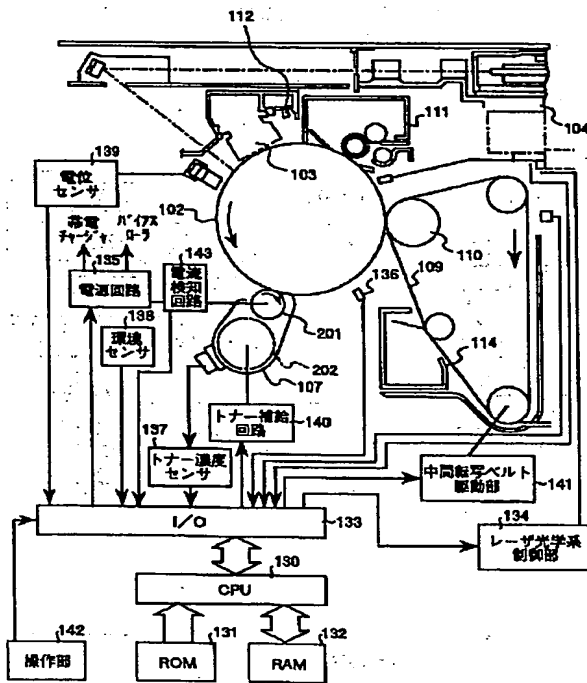 112
104
111
139
電位
センサ
103
102
帯電
チャージャ
バイアス
ローラ
143
135
電源回路
電流
検知
回路
110
136
109
138
環境
センサ
201
202
107
114
トナー補給
回路
140
137
トナー濃度
センサ
中間転写ベルト
駆動部
141
I/O
133
134
レーザ光学系
制御部
130
CPU
142
操作部
131
ROM
132
RAM